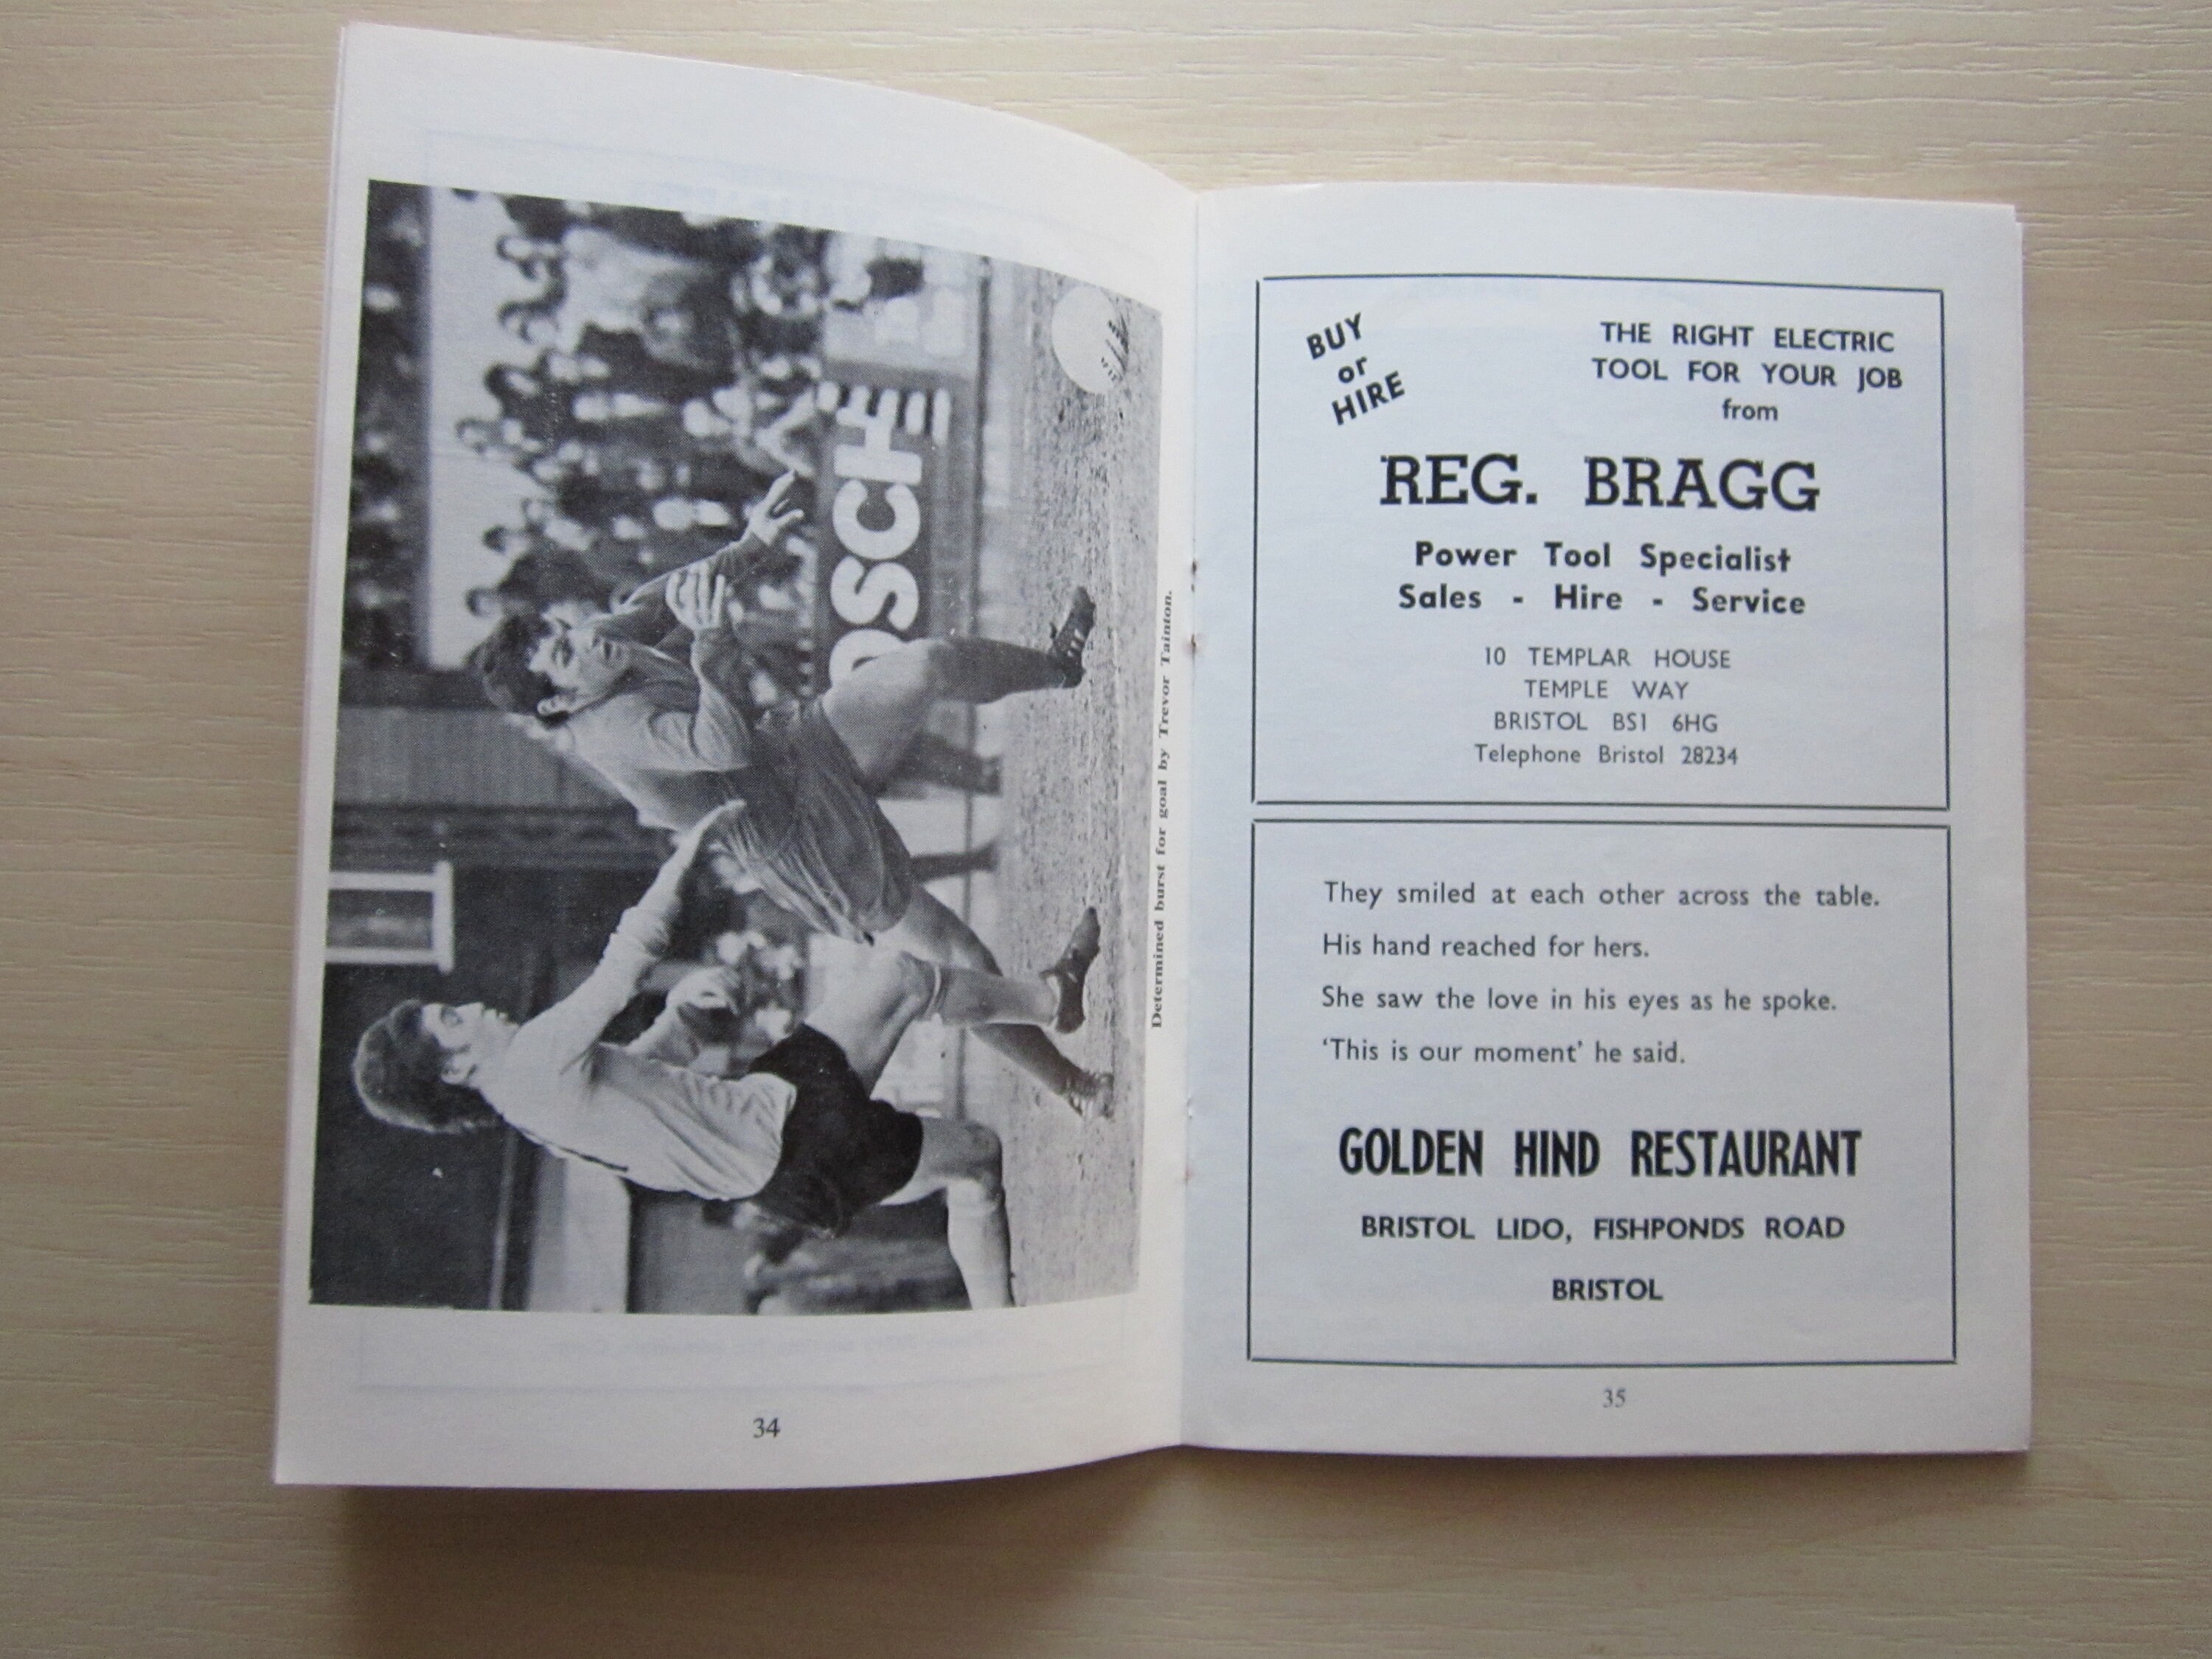 OSCH
Determined burst for goal by Trevor Tainton.
34
BUY
or
HIRE
THE RIGHT ELECTRIC
TOOL FOR YOUR JOB
from
REG. BRAGG
Power Tool Specialist
Sales - Hire - Service
10 TEMPLAR HOUSE
TEMPLE WAY
BRISTOL BS1 6HG
Telephone Bristol 28234
They smiled at each other across the table.
His hand reached for hers.
She saw the love in his eyes as he spoke.
'This is our moment' he said.
GOLDEN HIND RESTAURANT
BRISTOL LIDO, FISHPONDS ROAD
BRISTOL
35